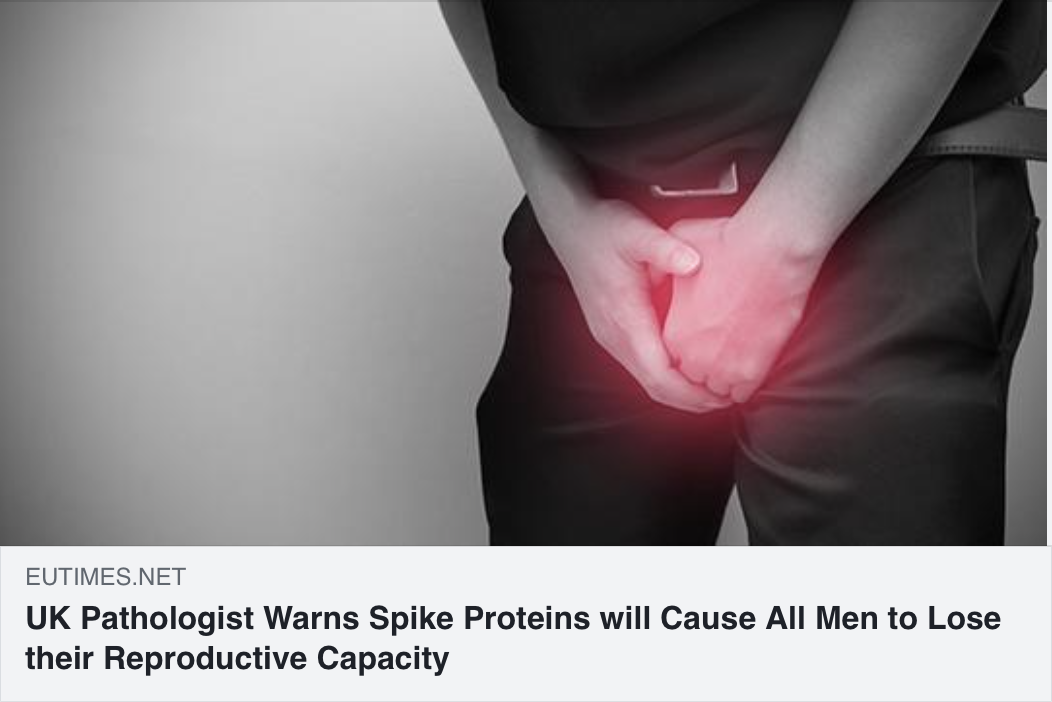 EUTIMES.NET
UK Pathologist Warns Spike Proteins will Cause All Men to Lose
their Reproductive Capacity